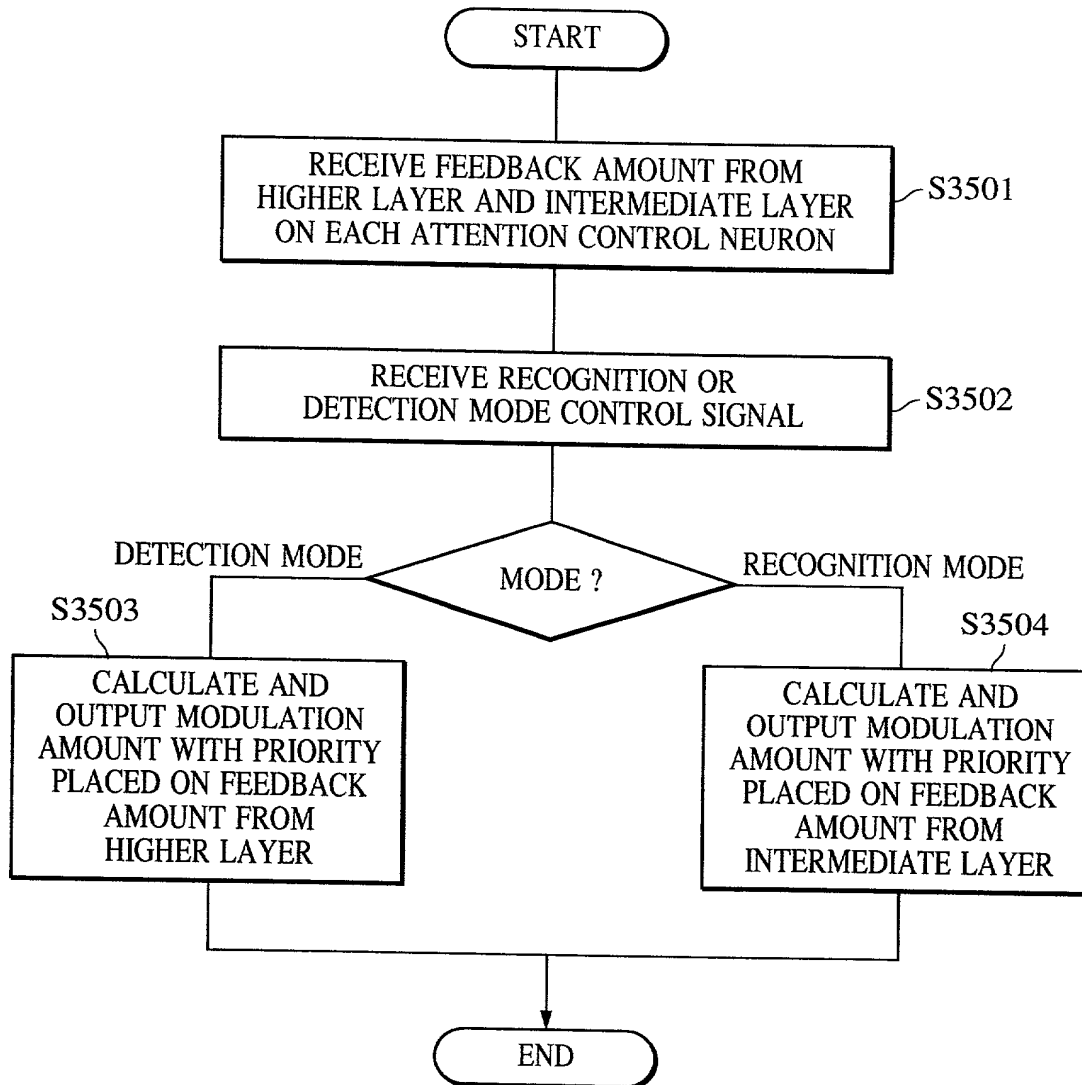 START
RECEIVE FEEDBACK AMOUNT FROM
HIGHER LAYER AND INTERMEDIATE LAYER
ON EACH ATTENTION CONTROL NEURON
S3501
RECEIVE RECOGNITION OR
DETECTION MODE CONTROL SIGNAL
S3502
DETECTION MODE
MODE ?
RECOGNITION MODE
S3503
CALCULATE AND
OUTPUT MODULATION
AMOUNT WITH PRIORITY
PLACED ON FEEDBACK
AMOUNT FROM
HIGHER LAYER
S3504
CALCULATE AND
OUTPUT MODULATION
AMOUNT WITH PRIORITY
PLACED ON FEEDBACK
AMOUNT FROM
INTERMEDIATE LAYER
END